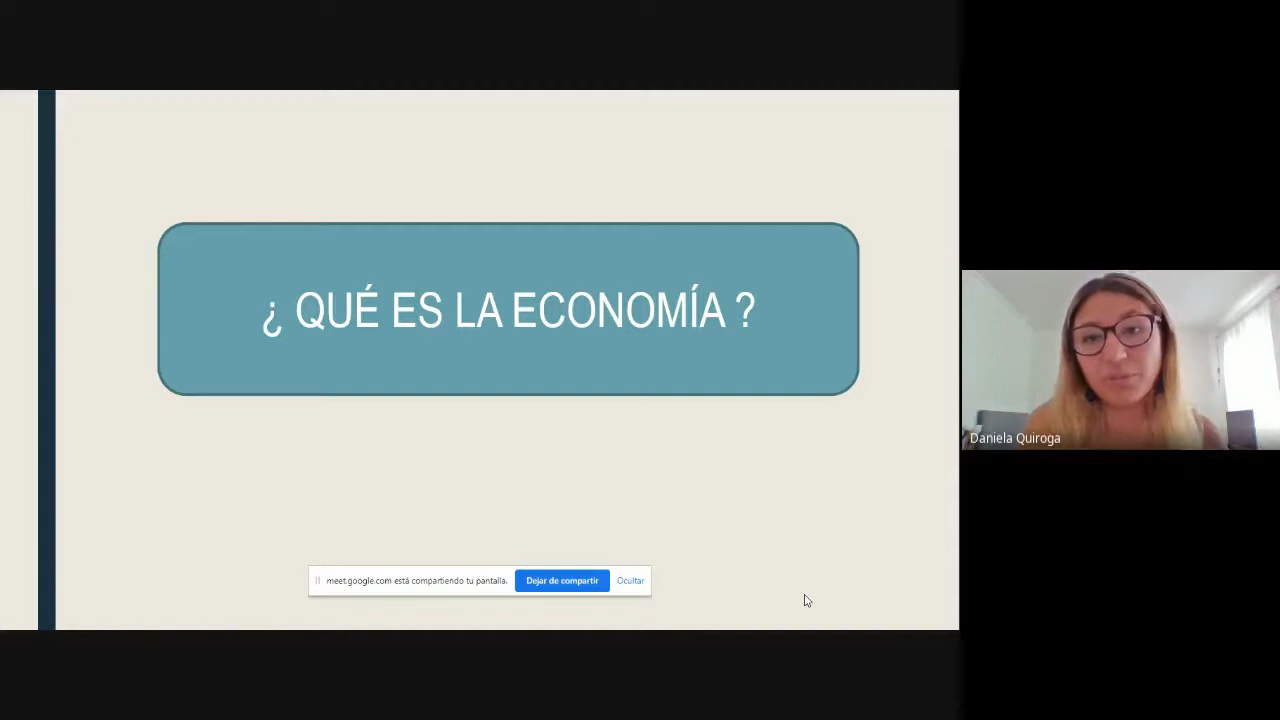 ¿ QUÉ ES LA ECONOMÍA ?
Daniela Quiroga
meet.google.com está compartiendo tu pantalla. Dejar de compartir Ocultar